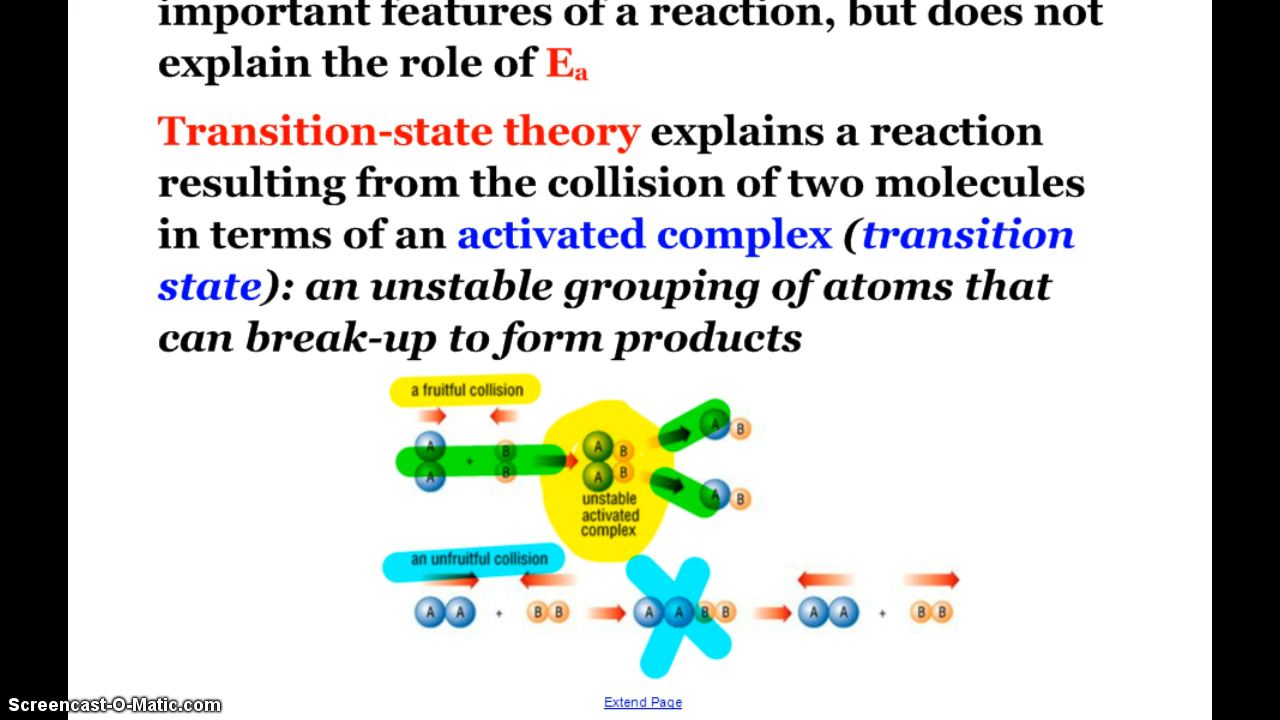 important features of a reaction, but does not
explain the role of Ea
Transition-state theory explains a reaction
resulting from the collision of two molecules
in terms of an activated complex (transition
state): an unstable grouping of atoms that
can break-up to form products
a fruitful collision
A B A B A B
A + B A B
unstable
activated
complex
A B
an unfruitful collision
A A + B B A A B B A A + B B
Extend Page
Screencast-O-Matic.com